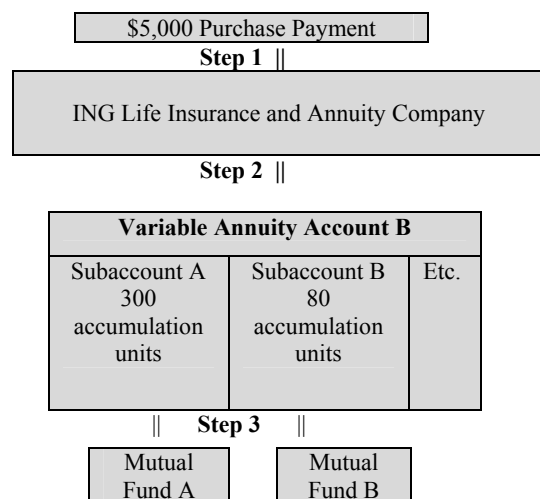 $5,000 Purchase Payment
Step 1 ||
ING Life Insurance and Annuity Company
Step 2 ||
Variable Annuity Account B
Subaccount A
300
accumulation
units
Subaccount B
80
accumulation
units
Etc.
|| Step 3 ||
Mutual
Fund A
Mutual
Fund B